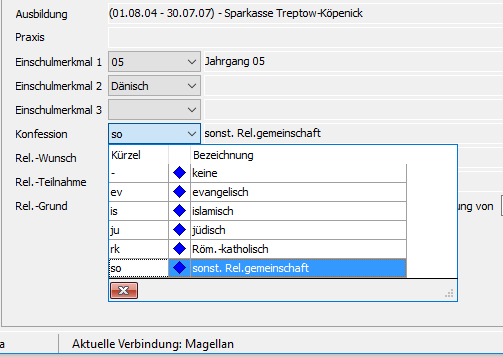 Ausbildung (01.08.04 - 30.07.07) - Sparkasse Treptow-Köpenick
Praxis
Einschulmerkmal 1 05 Jahrgang 05
Einschulmerkmal 2 Dänisch
Einschulmerkmal 3
Konfession so sonst. Rel.gemeinschaft
Rel.-Wunsch
Rel.-Teilnahme
Rel.-Grund
ung von
Kürzel Bezeichnung
- keine
ev evangelisch
is islamisch
ju jüdisch
rk Röm.-katholisch
so sonst. Rel.gemeinschaft
a Aktuelle Verbindung: Magellan